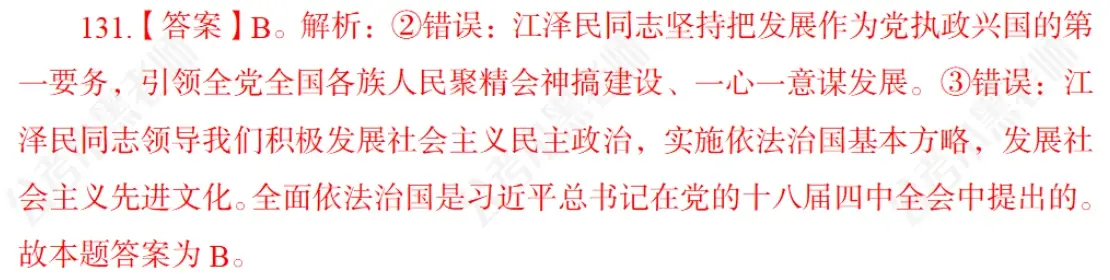 131.【答案】B。解析：②错误：江泽民同志坚持把发展作为党执政兴国的第
一要务，引领全党全国各族人民聚精会神搞建设、一心一意谋发展。③错误：江
泽民同志领导我们积极发展社会主义民主政治，实施依法治国基本方略，发展社
会主义先进文化。全面依法治国是习近平总书记在党的十八届四中全会中提出的。
故本题答案为 B。